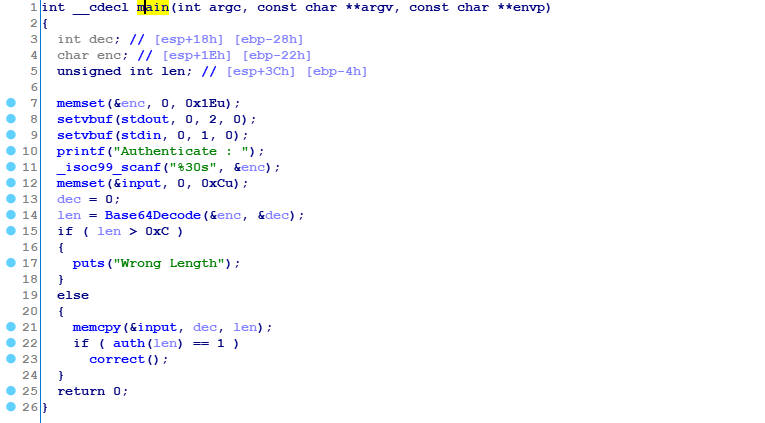 1 int __cdecl main(int argc, const char **argv, const char **envp)
2 {
3   int dec; // [esp+18h] [ebp-28h]
4   char enc; // [esp+1Eh] [ebp-22h]
5   unsigned int len; // [esp+3Ch] [ebp-4h]
6
7   memset(&enc, 0, 0x1Eu);
8   setvbuf(stdout, 0, 2, 0);
9   setvbuf(stdin, 0, 1, 0);
10   printf("Authenticate : ");
11   _isoc99_scanf("%30s", &enc);
12   memset(&input, 0, 0xCu);
13   dec = 0;
14   len = Base64Decode(&enc, &dec);
15   if ( len > 0xC )
16   {
17     puts("Wrong Length");
18   }
19   else
20   {
21     memcpy(&input, dec, len);
22     if ( auth(len) == 1 )
23       correct();
24   }
25   return 0;
26 }